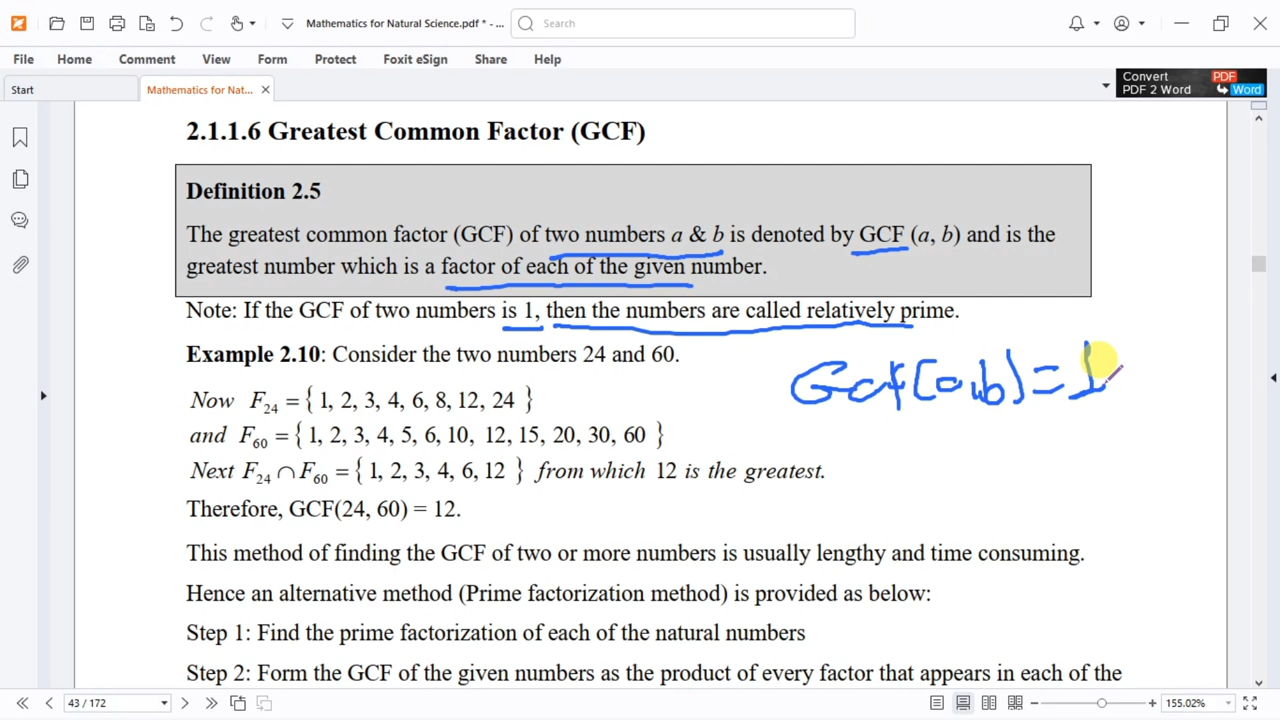 Mathematics for Natural Science.pdf * - ...
Search
File Home Comment View Form Protect Foxit eSign Share Help
Start
Mathematics for Nat...
Convert PDF
PDF 2 Word Word
2.1.1.6 Greatest Common Factor (GCF)
Definition 2.5
The greatest common factor (GCF) of two numbers a & b is denoted by GCF (a, b) and is the
greatest number which is a factor of each of the given number.
Note: If the GCF of two numbers is 1, then the numbers are called relatively prime.
Example 2.10: Consider the two numbers 24 and 60.
Gcf(a,b)=1
Now F₂₄ = { 1, 2, 3, 4, 6, 8, 12, 24 }
and F₆₀ = { 1, 2, 3, 4, 5, 6, 10, 12, 15, 20, 30, 60 }
Next F₂₄ ∩ F₆₀ = { 1, 2, 3, 4, 6, 12 } from which 12 is the greatest.
Therefore, GCF(24, 60) = 12.
This method of finding the GCF of two or more numbers is usually lengthy and time consuming.
Hence an alternative method (Prime factorization method) is provided as below:
Step 1: Find the prime factorization of each of the natural numbers
Step 2: Form the GCF of the given numbers as the product of every factor that appears in each of the
43 / 172
155.02%